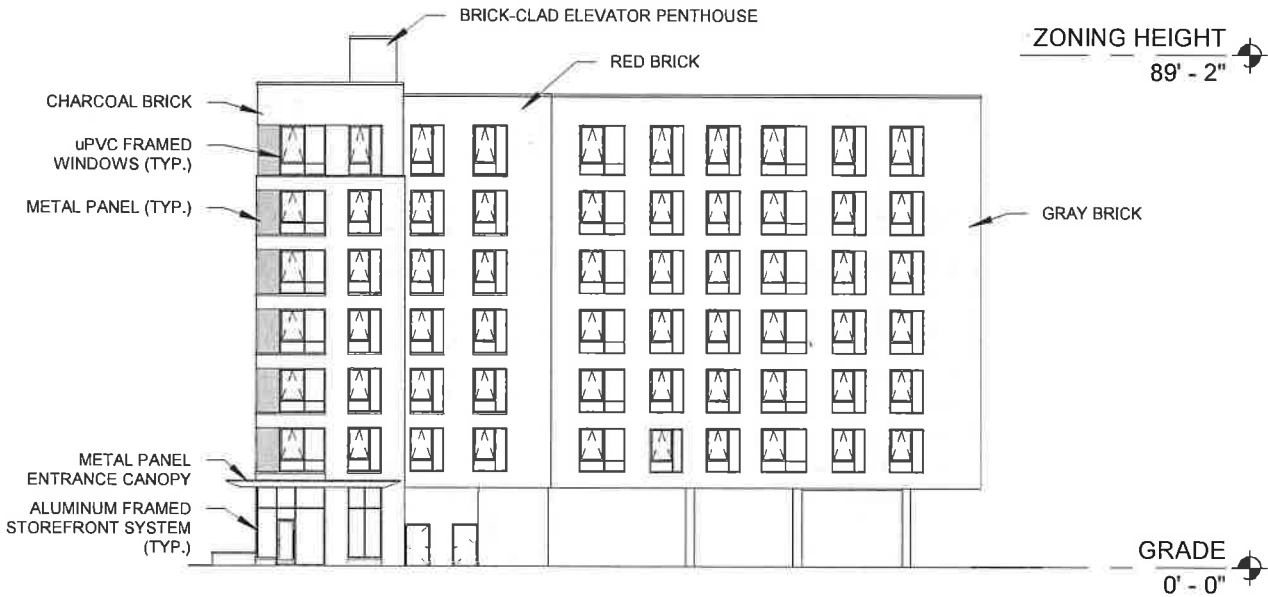 BRICK-CLAD ELEVATOR PENTHOUSE
ZONING HEIGHT
89' - 2"
RED BRICK
CHARCOAL BRICK
uPVC FRAMED
WINDOWS (TYP.)
METAL PANEL (TYP.)
GRAY BRICK
METAL PANEL
ENTRANCE CANOPY
ALUMINUM FRAMED
STOREFRONT SYSTEM
(TYP.)
GRADE
0' - 0"